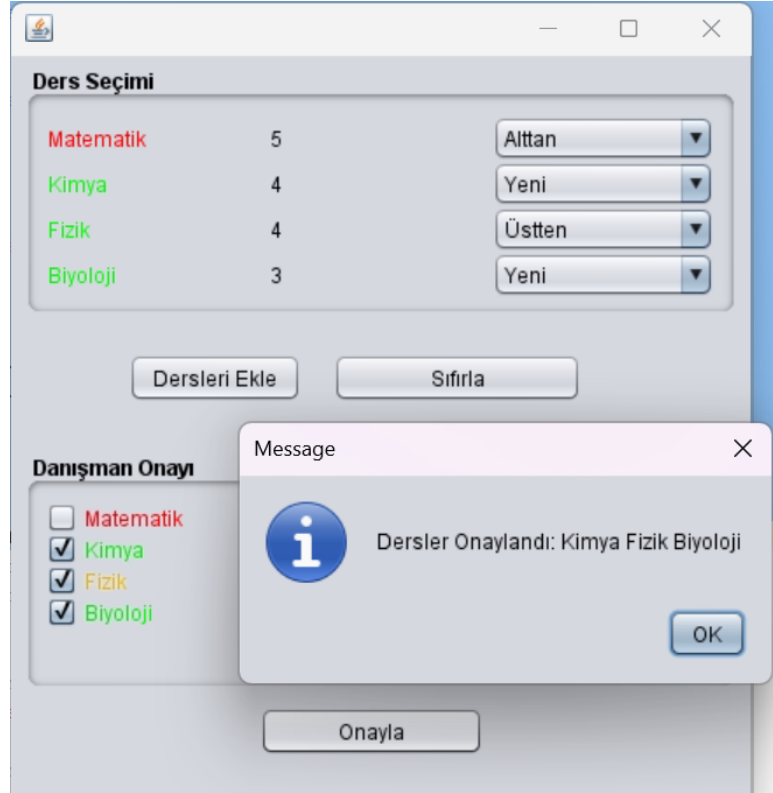 Ders Seçimi
Matematik 5 Alttan
Kimya 4 Yeni
Fizik 4 Üstten
Biyoloji 3 Yeni
Dersleri Ekle Sıfırla
Danışman Onayı
Matematik
Kimya
Fizik
Biyoloji
Message
Dersler Onaylandı: Kimya Fizik Biyoloji
OK
Onayla